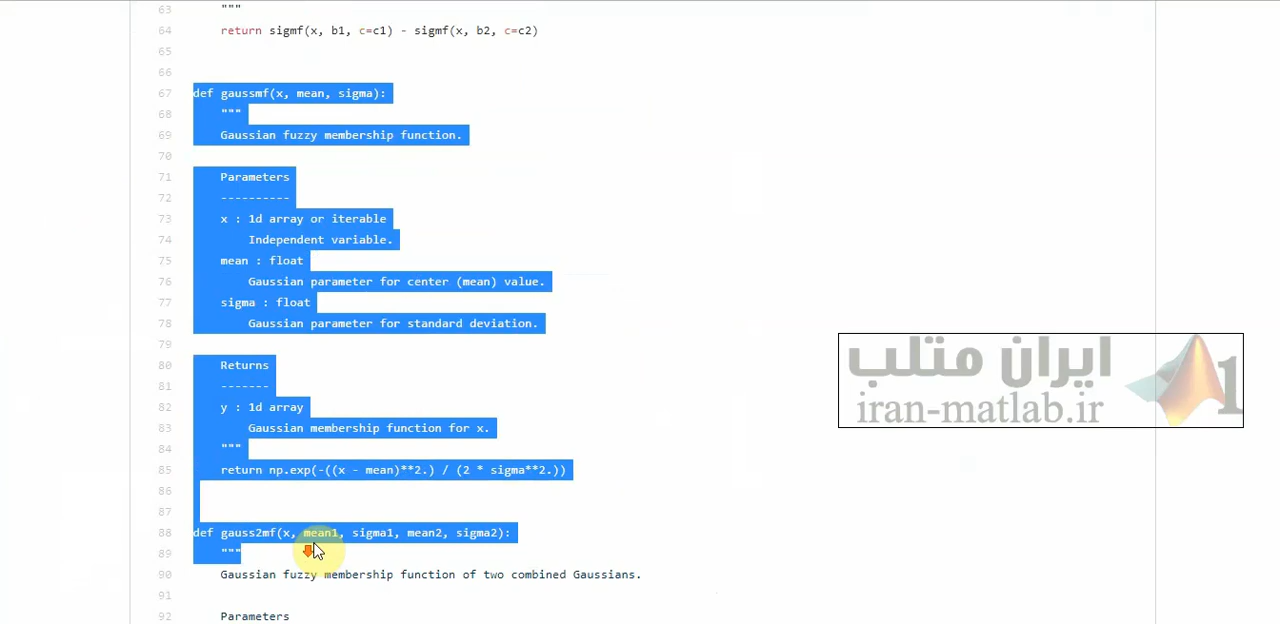 63 """
64 return sigmf(x, b1, c=c1) - sigmf(x, b2, c=c2)
65
66
67 def gaussmf(x, mean, sigma):
68 """
69 Gaussian fuzzy membership function.
70
71 Parameters
72 ----------
73 x : 1d array or iterable
74 Independent variable.
75 mean : float
76 Gaussian parameter for center (mean) value.
77 sigma : float
78 Gaussian parameter for standard deviation.
79
80 Returns
81 -------
82 y : 1d array
83 Gaussian membership function for x.
84 """
85 return np.exp(-((x - mean)**2.) / (2 * sigma**2.))
86
87
88 def gauss2mf(x, mean1, sigma1, mean2, sigma2):
89 """
90 Gaussian fuzzy membership function of two combined Gaussians.
91
92 Parameters
ایران متلب
iran-matlab.ir
1